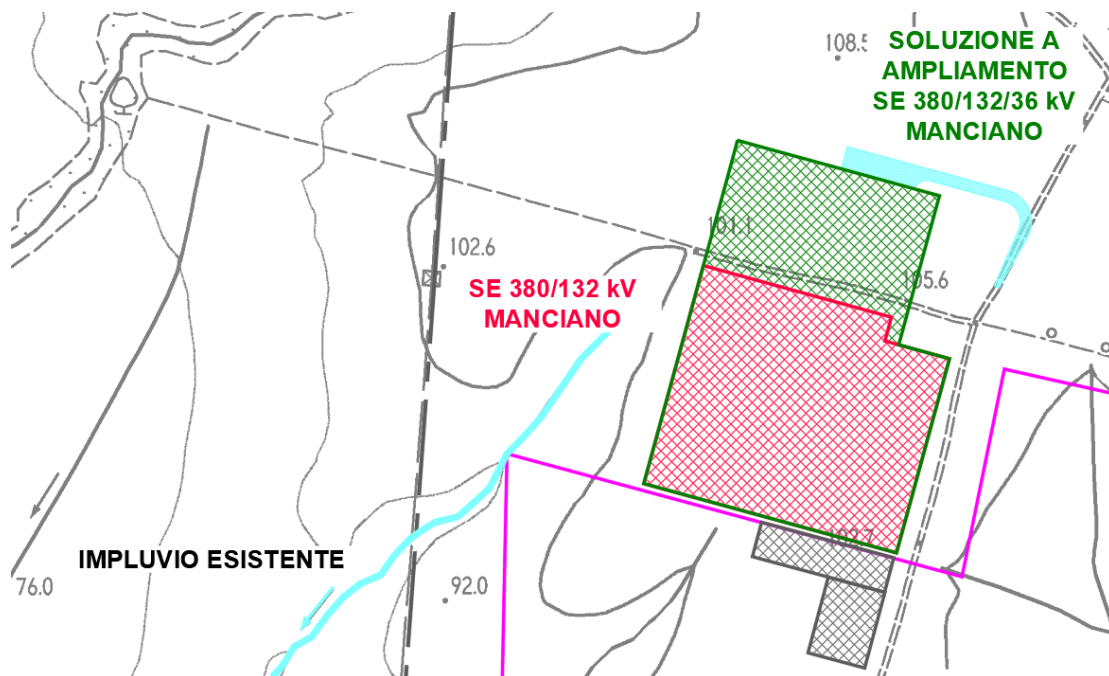 108.5
SOLUZIONE A
AMPLIAMENTO
SE 380/132/36 kV
MANCIANO
101.1
102.6
105.6
SE 380/132 kV
MANCIANO
IMPLUVIO ESISTENTE
76.0
92.0